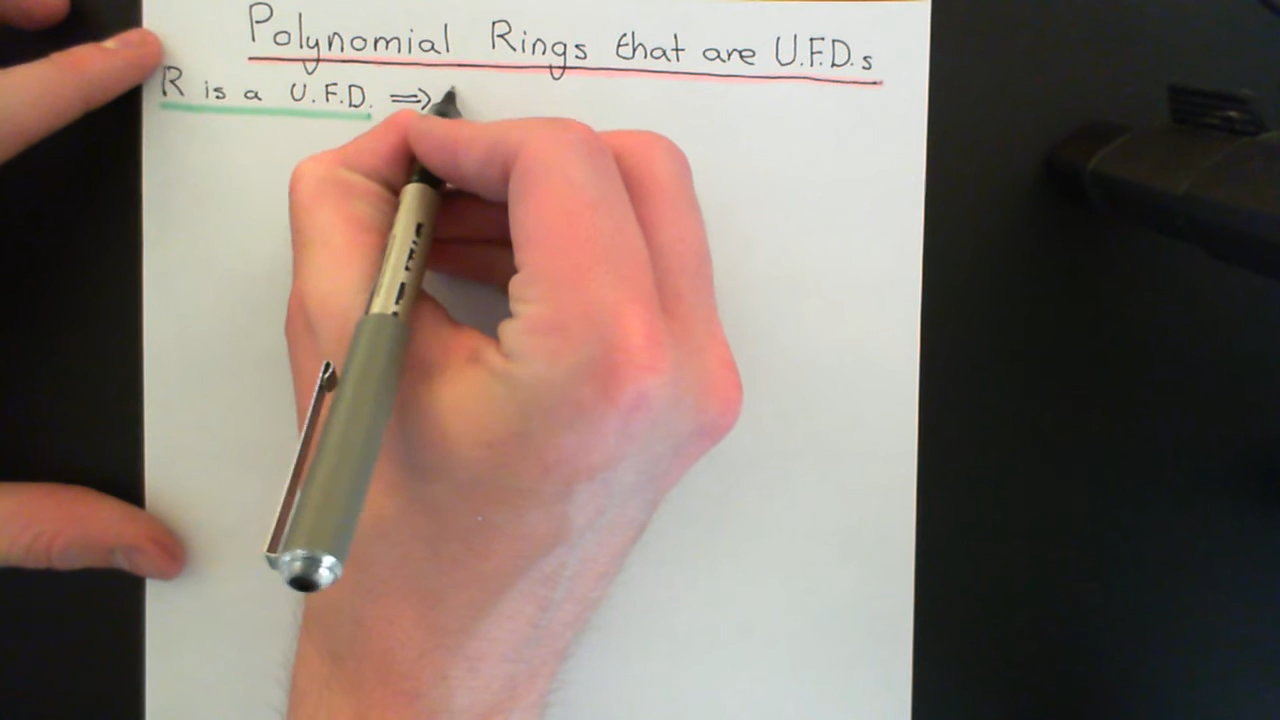 Polynomial Rings that are U.F.D.s
R is a U.F.D. ⇒